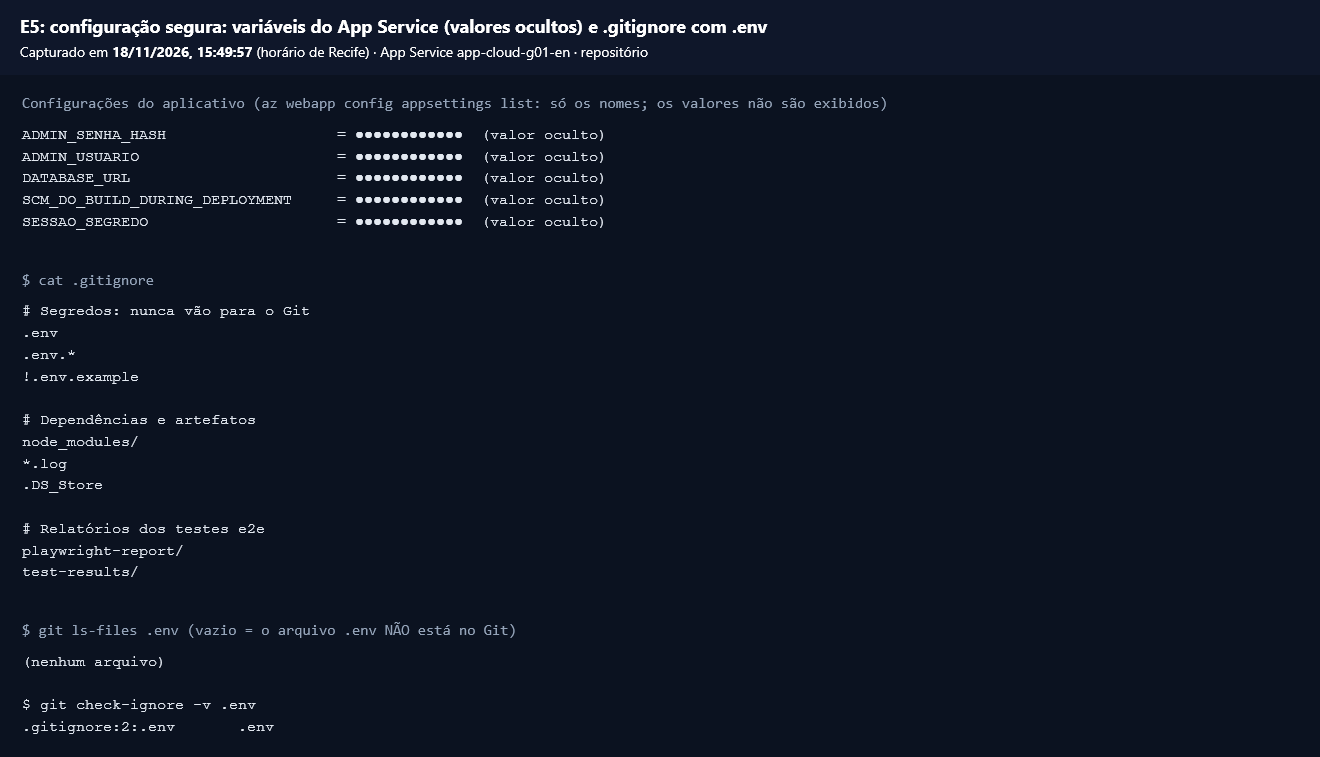 E5: configuração segura: variáveis do App Service (valores ocultos) e .gitignore com .env
Capturado em 18/11/2026, 15:49:57 (horário de Recife) · App Service app-cloud-g01-en · repositório
Configurações do aplicativo (az webapp config appsettings list: só os nomes; os valores não são exibidos)
ADMIN_SENHA_HASH = ●●●●●●●●●●●● (valor oculto)
ADMIN_USUARIO = ●●●●●●●●●●●● (valor oculto)
DATABASE_URL = ●●●●●●●●●●●● (valor oculto)
SCM_DO_BUILD_DURING_DEPLOYMENT = ●●●●●●●●●●●● (valor oculto)
SESSAO_SEGREDO = ●●●●●●●●●●●● (valor oculto)
$ cat .gitignore
# Segredos: nunca vão para o Git
.env
.env.*
!.env.example
# Dependências e artefatos
node_modules/
*.log
.DS_Store
# Relatórios dos testes e2e
playwright-report/
test-results/
$ git ls-files .env (vazio = o arquivo .env NÃO está no Git)
(nenhum arquivo)
$ git check-ignore -v .env
.gitignore:2:.env .env